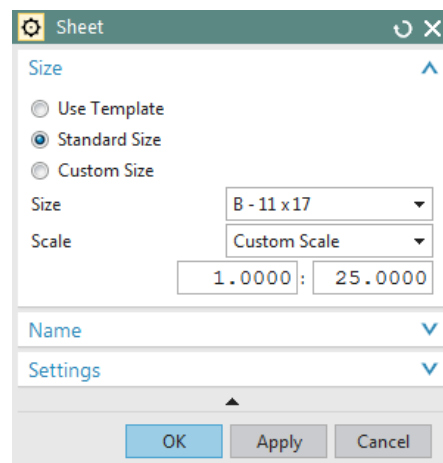 Sheet
Size
Use Template
Standard Size
Custom Size
Size B - 11 x 17
Scale Custom Scale
1.0000 : 25.0000
Name
Settings
OK Apply Cancel